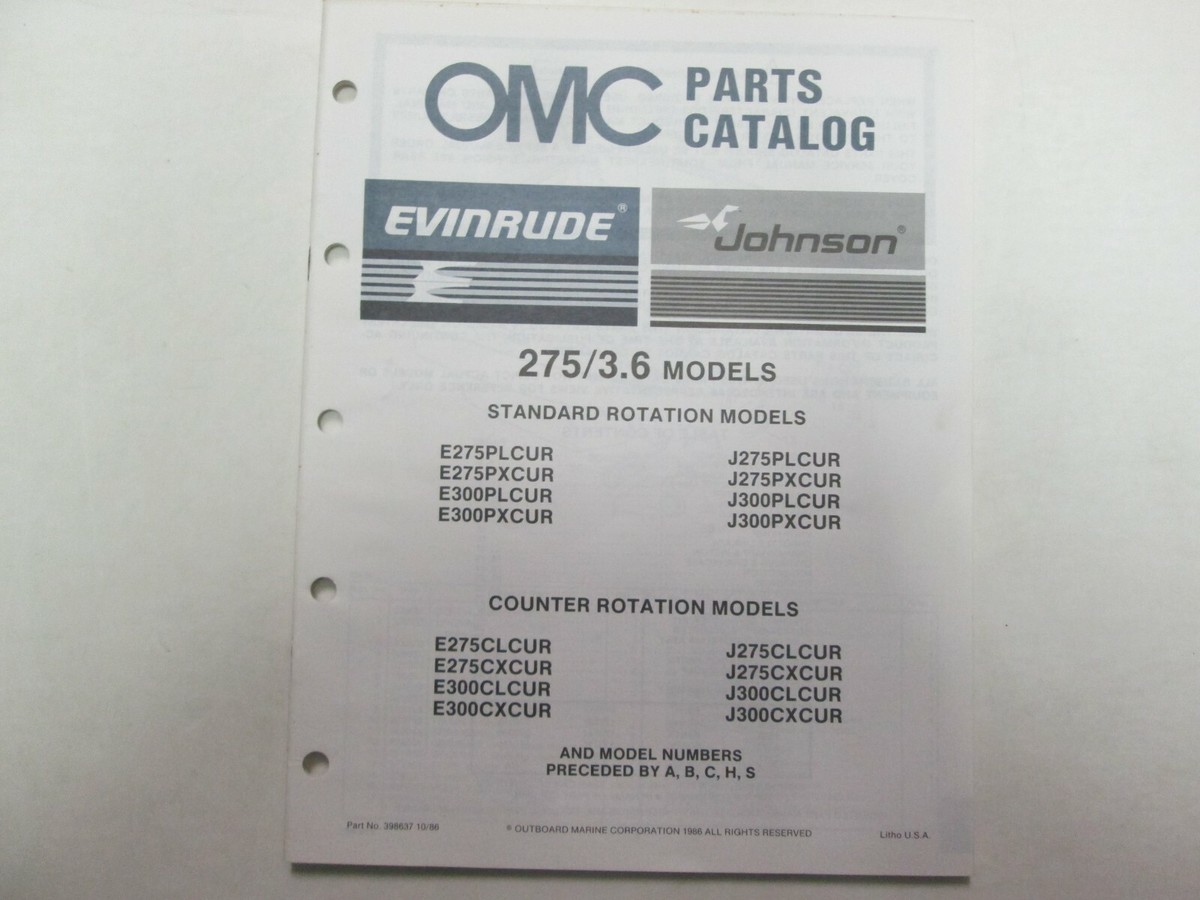 OMC PARTS
CATALOG
EVINRUDE®
Johnson®
275/3.6 MODELS
STANDARD ROTATION MODELS
E275PLCUR J275PLCUR
E275PXCUR J275PXCUR
E300PLCUR J300PLCUR
E300PXCUR J300PXCUR
COUNTER ROTATION MODELS
E275CLCUR J275CLCUR
E275CXCUR J275CXCUR
E300CLCUR J300CLCUR
E300CXCUR J300CXCUR
AND MODEL NUMBERS
PRECEDED BY A, B, C, H, S
Part No. 398637 10/86 ® OUTBOARD MARINE CORPORATION 1986 ALL RIGHTS RESERVED Litho U.S.A.